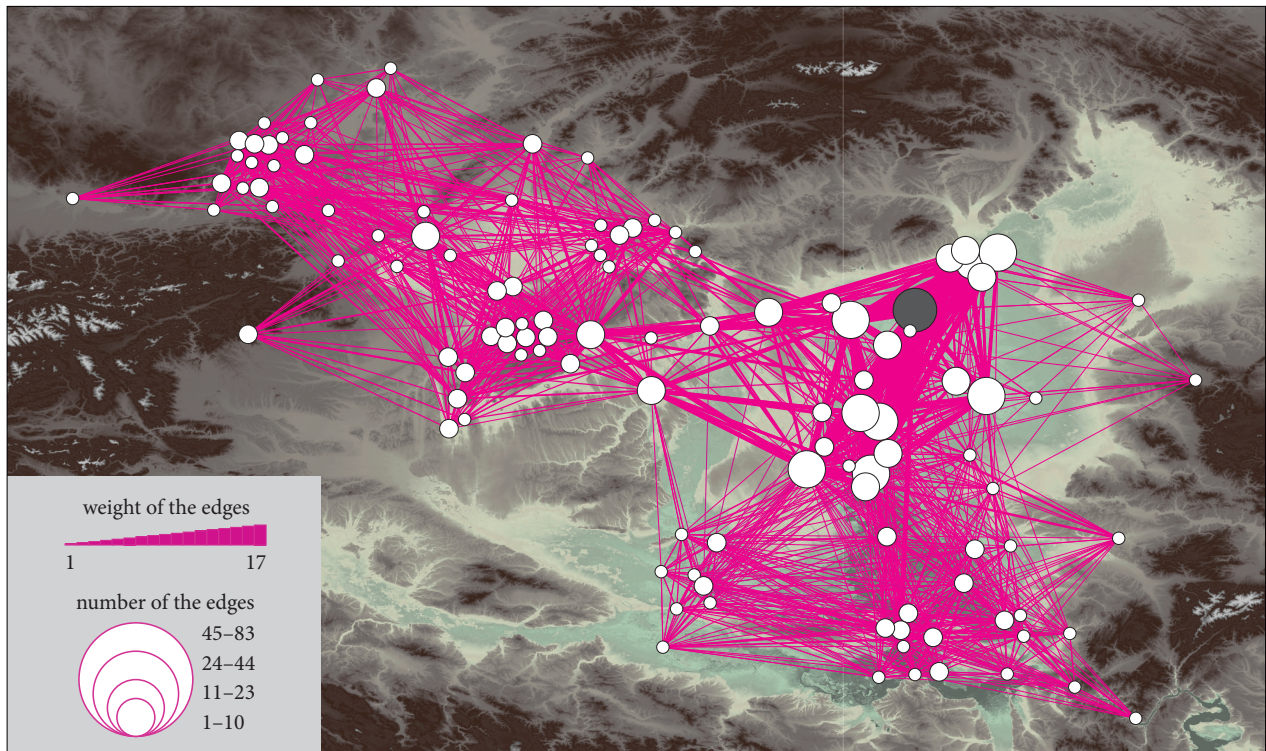 weight of the edges
1 17
number of the edges
45–83
24–44
11–23
1–10